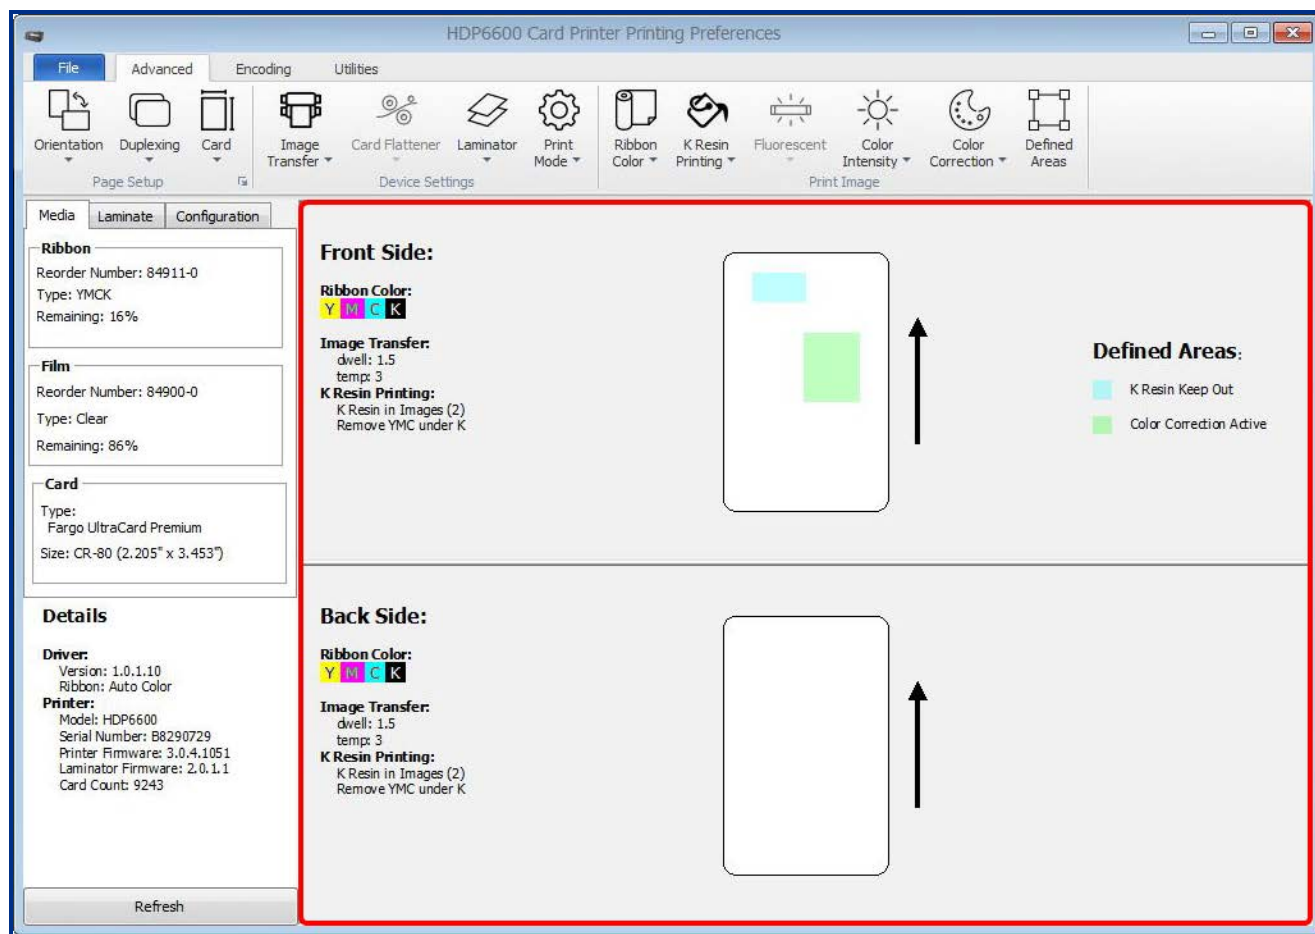 HDP6600 Card Printer Printing Preferences
File Advanced Encoding Utilities
Orientation Duplexing Card Image Transfer Card Flattener Laminator Print Mode Ribbon Color K Resin Printing Fluorescent Color Intensity Color Correction Defined Areas
Page Setup Device Settings Print Image
Media Laminate Configuration
Ribbon
Reorder Number: 84911-0
Type: YMCK
Remaining: 16%
Film
Reorder Number: 84900-0
Type: Clear
Remaining: 86%
Card
Type:
Fargo UltraCard Premium
Size: CR-80 (2.205" x 3.453")
Details
Driver:
Version: 1.0.1.10
Ribbon: Auto Color
Printer:
Model: HDP6600
Serial Number: B8290729
Printer Firmware: 3.0.4.1051
Laminator Firmware: 2.0.1.1
Card Count: 9243
Refresh
Front Side:
Ribbon Color:
Y M C K
Image Transfer:
dwell: 1.5
temp: 3
K Resin Printing:
K Resin in Images (2)
Remove YMC under K
Defined Areas:
K Resin Keep Out
Color Correction Active
Back Side:
Ribbon Color:
Y M C K
Image Transfer:
dwell: 1.5
temp: 3
K Resin Printing:
K Resin in Images (2)
Remove YMC under K